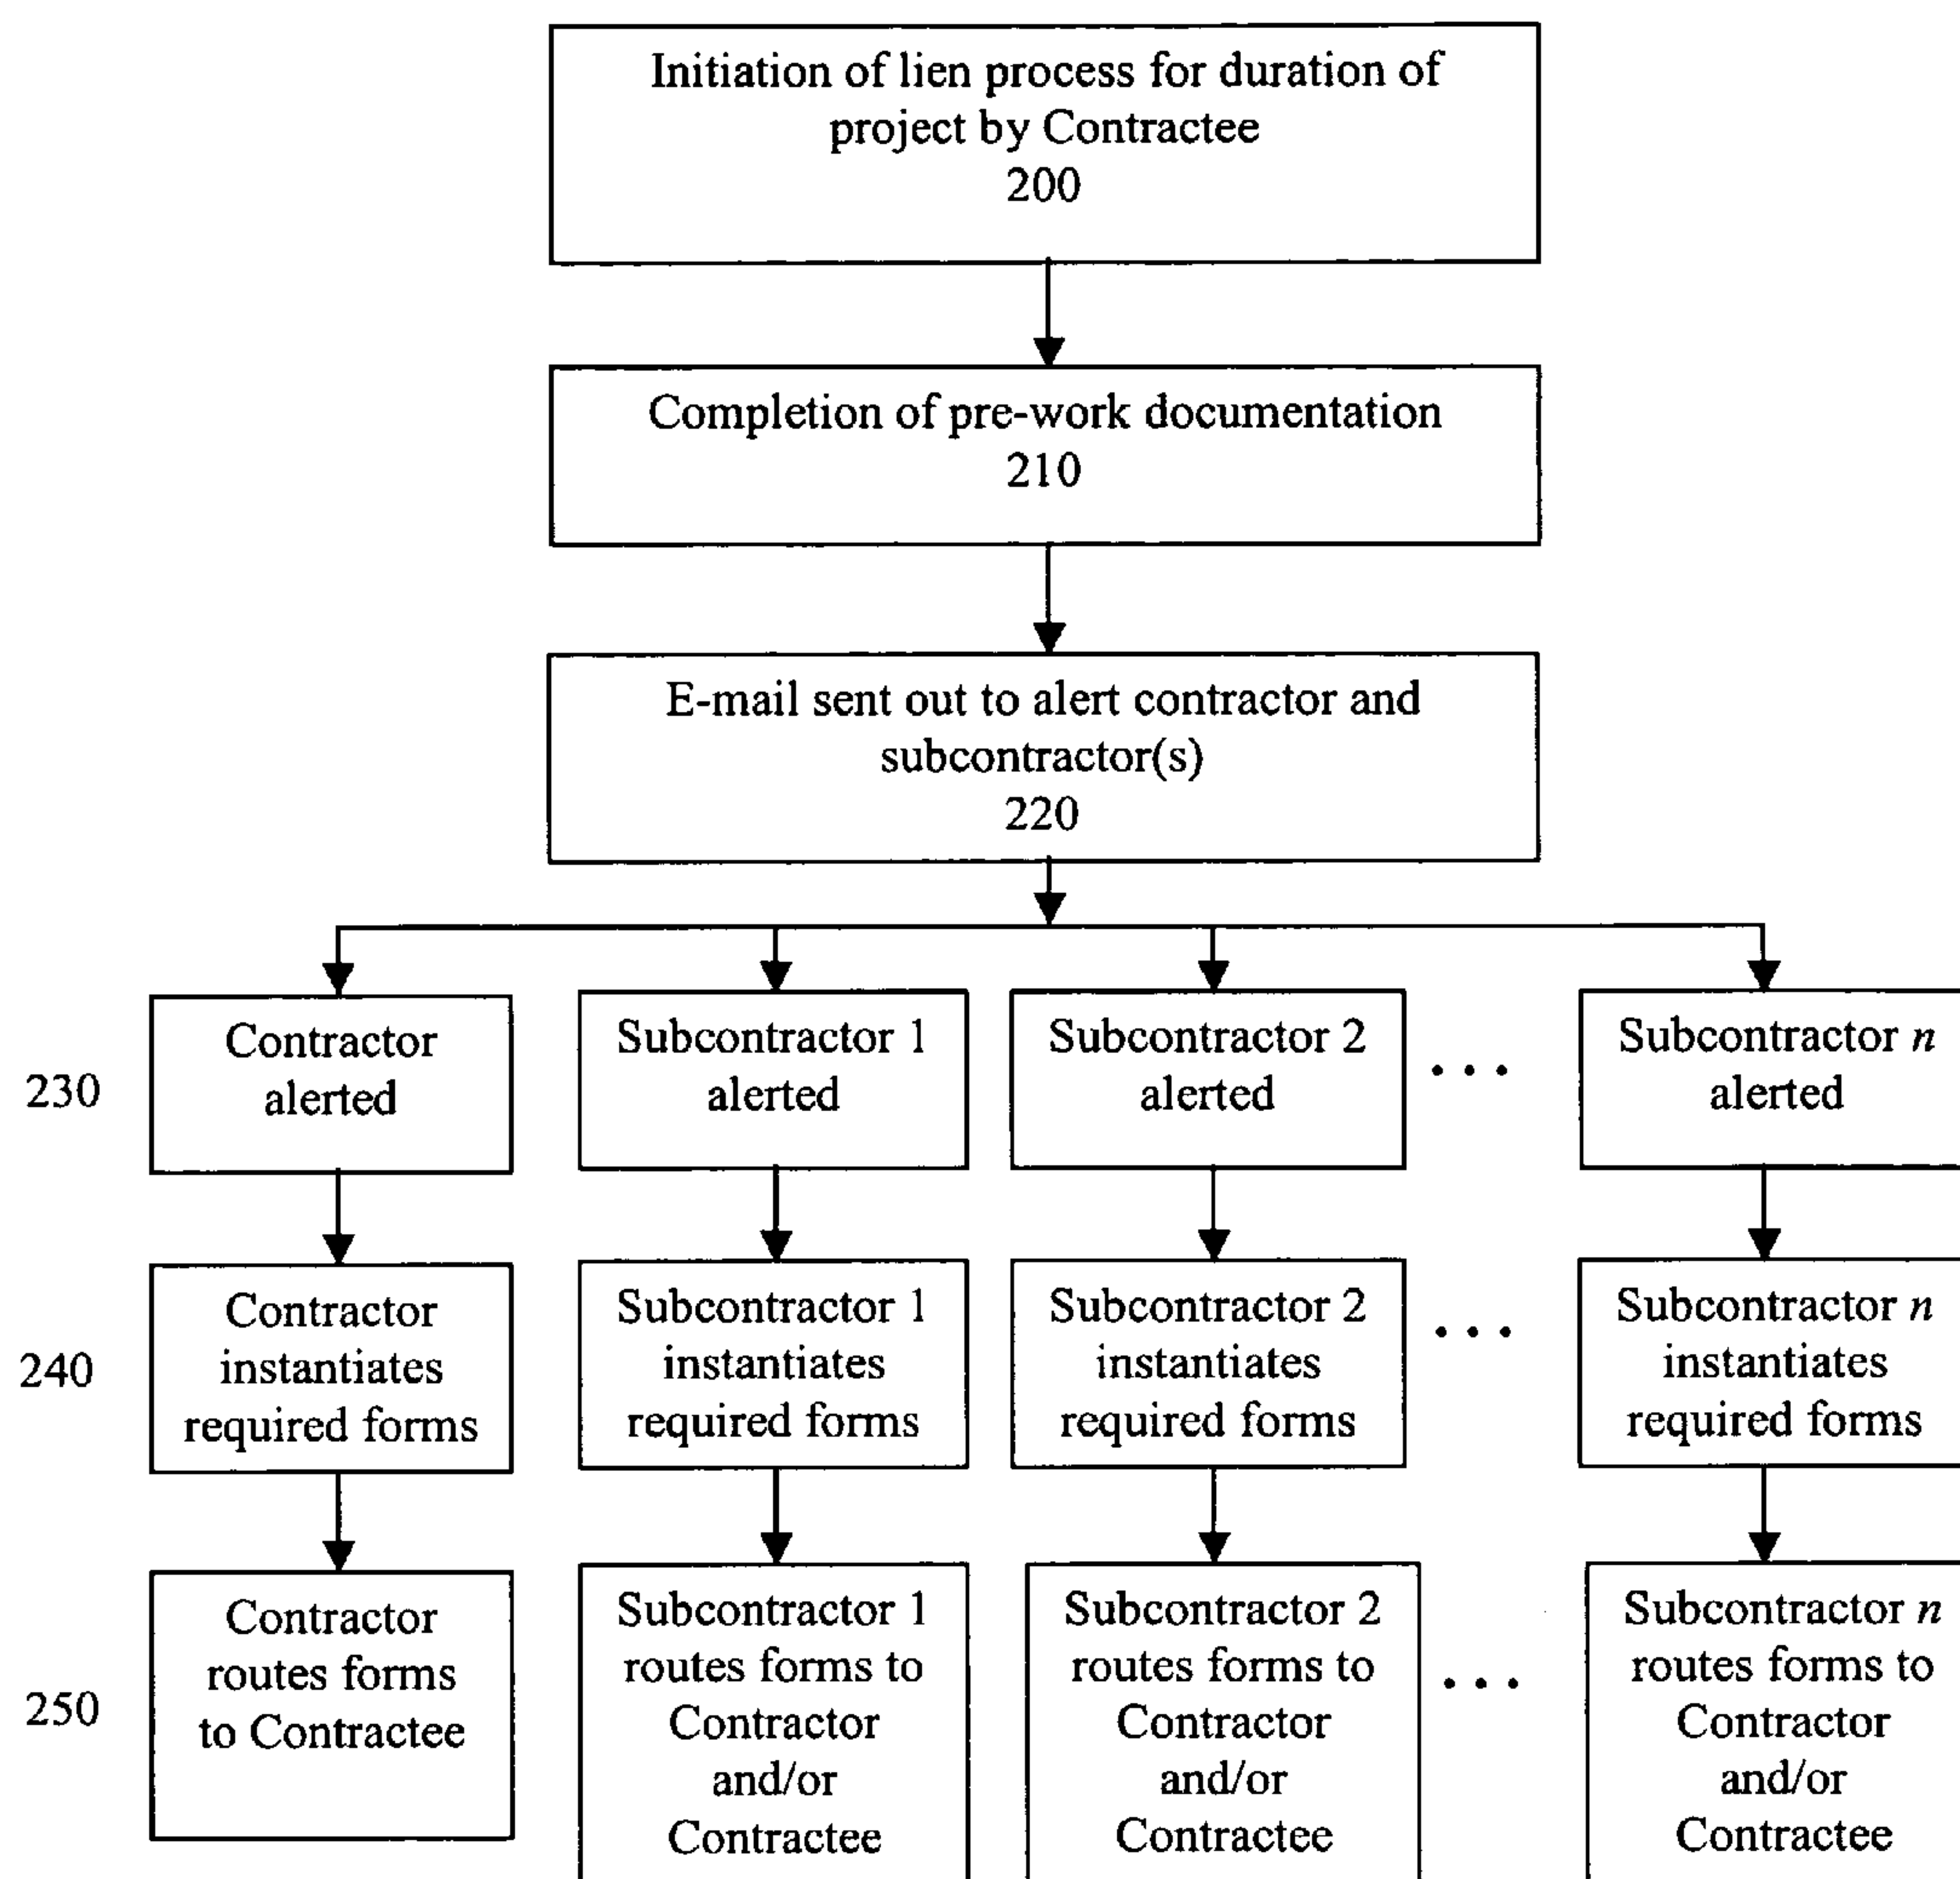 Initiation of lien process for duration of
project by Contractee
200
Completion of pre-work documentation
210
E-mail sent out to alert contractor and
subcontractor(s)
220
230
Contractor
alerted
Subcontractor 1
alerted
Subcontractor 2
alerted
. . .
Subcontractor n
alerted
240
Contractor
instantiates
required forms
Subcontractor 1
instantiates
required forms
Subcontractor 2
instantiates
required forms
. . .
Subcontractor n
instantiates
required forms
250
Contractor
routes forms
to Contractee
Subcontractor 1
routes forms to
Contractor
and/or
Contractee
Subcontractor 2
routes forms to
Contractor
and/or
Contractee
. . .
Subcontractor n
routes forms to
Contractor
and/or
Contractee